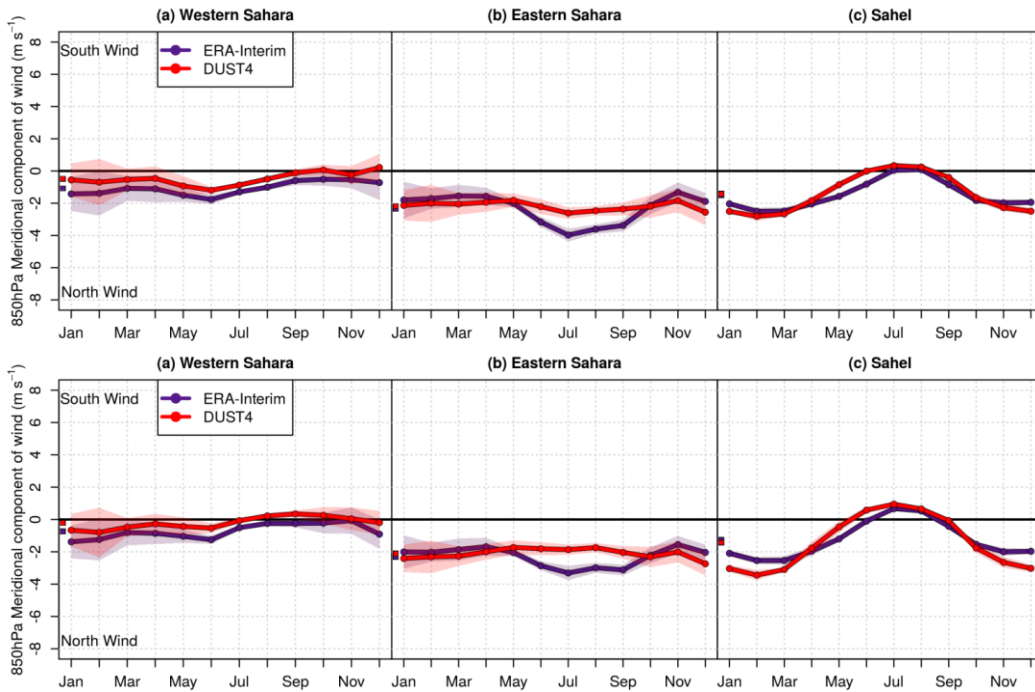 (a) Western Sahara (b) Eastern Sahara (c) Sahel
850hPa Meridional component of wind (m s⁻¹)
8
6
4
2
0
-2
-4
-6
-8
South Wind
ERA-Interim
DUST4
North Wind
Jan Mar May Jul Sep Nov Jan Mar May Jul Sep Nov Jan Mar May Jul Sep Nov
(a) Western Sahara (b) Eastern Sahara (c) Sahel
850hPa Meridional component of wind (m s⁻¹)
8
6
4
2
0
-2
-4
-6
-8
South Wind
ERA-Interim
DUST4
North Wind
Jan Mar May Jul Sep Nov Jan Mar May Jul Sep Nov Jan Mar May Jul Sep Nov